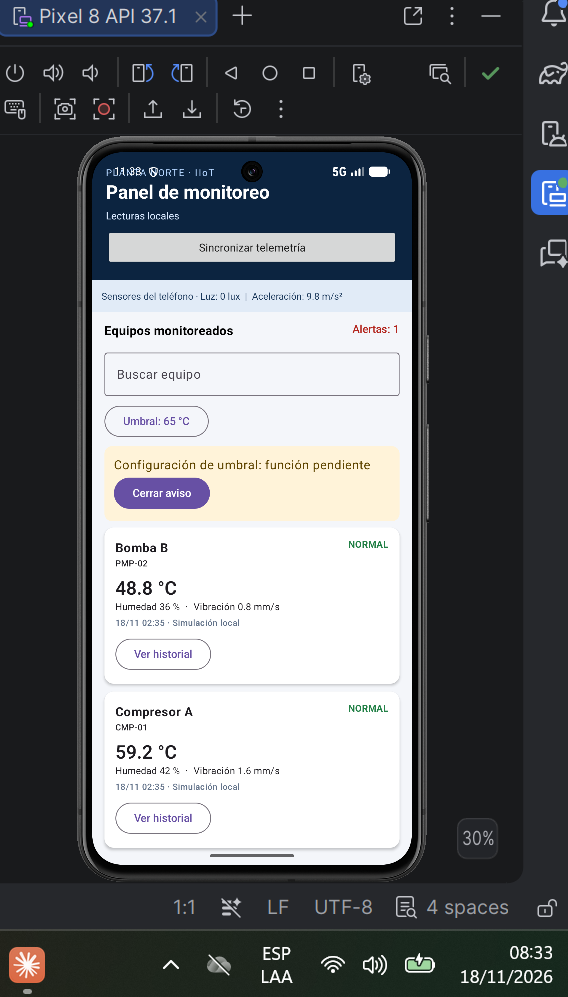 Pixel 8 API 37.1
PLANTA NORTE · IIoT
5G
Panel de monitoreo
Lecturas locales
Sincronizar telemetría
Sensores del teléfono · Luz: 0 lux | Aceleración: 9.8 m/s²
Equipos monitoreados
Alertas: 1
Buscar equipo
Umbral: 65 °C
Configuración de umbral: función pendiente
Cerrar aviso
Bomba B
NORMAL
PMP-02
48.8 °C
Humedad 36 % · Vibración 0.8 mm/s
18/11 02:35 · Simulación local
Ver historial
Compresor A
NORMAL
CMP-01
59.2 °C
Humedad 42 % · Vibración 1.6 mm/s
18/11 02:35 · Simulación local
Ver historial
30%
1:1
LF
UTF-8
4 spaces
ESP
LAA
08:33
18/11/2026